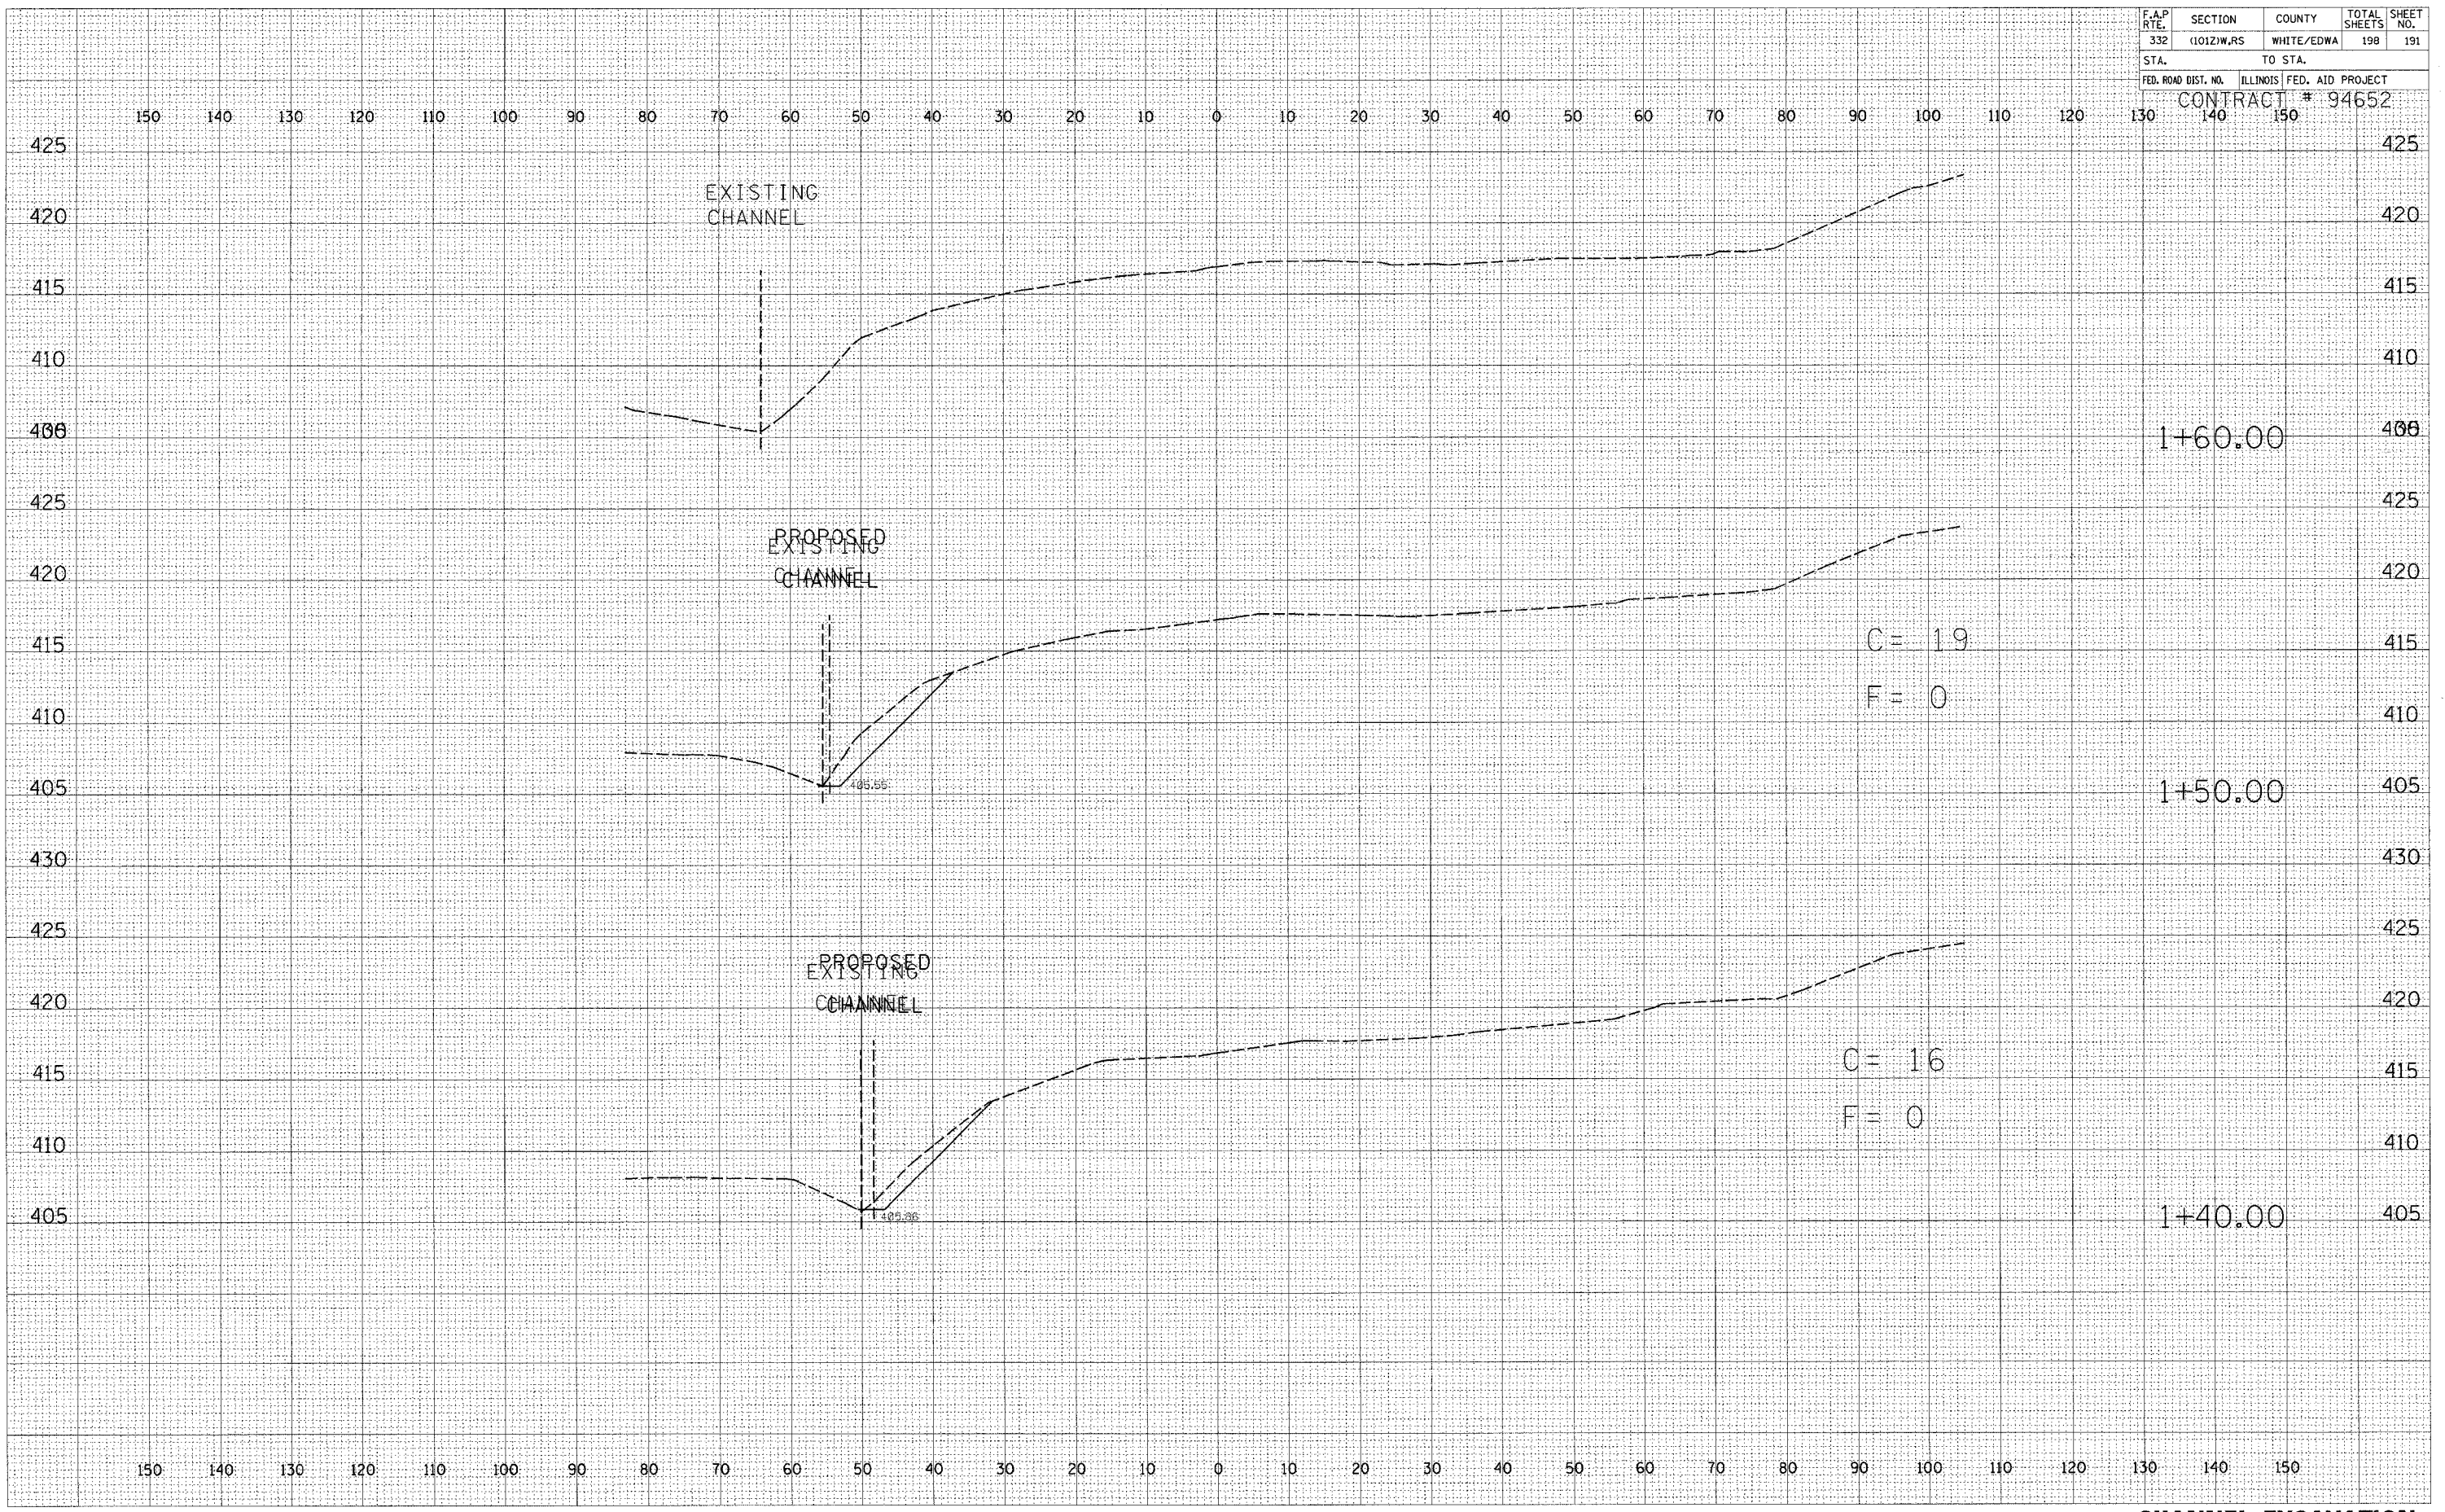 F.A.P RTE. SECTION COUNTY TOTAL SHEETS SHEET NO.
332 (101Z)W,RS WHITE/EDWA 198 191
STA. TO STA.
FED. ROAD DIST. NO. ILLINOIS FED. AID PROJECT
CONTRACT # 94652
150 140 130 120 110 100 90 80 70 60 50 40 30 20 10 0 10 20 30 40 50 60 70 80 90 100 110 120 130 140 150
425 425
EXISTING
CHANNEL
420 420
415 415
410 410
1+60.00
425 425
PROPOSED
EXISTING
420 420
CHANNEL
CHANNEL
415 C= 19 415
F= 0
410 410
405.55
405 1+50.00 405
430 430
425 425
PROPOSED
EXISTING
420 420
CHANNEL
CHANNEL
415 415
C= 16
F= 0
410 410
405.86
405 1+40.00 405
150 140 130 120 110 100 90 80 70 60 50 40 30 20 10 0 10 20 30 40 50 60 70 80 90 100 110 120 130 140 150